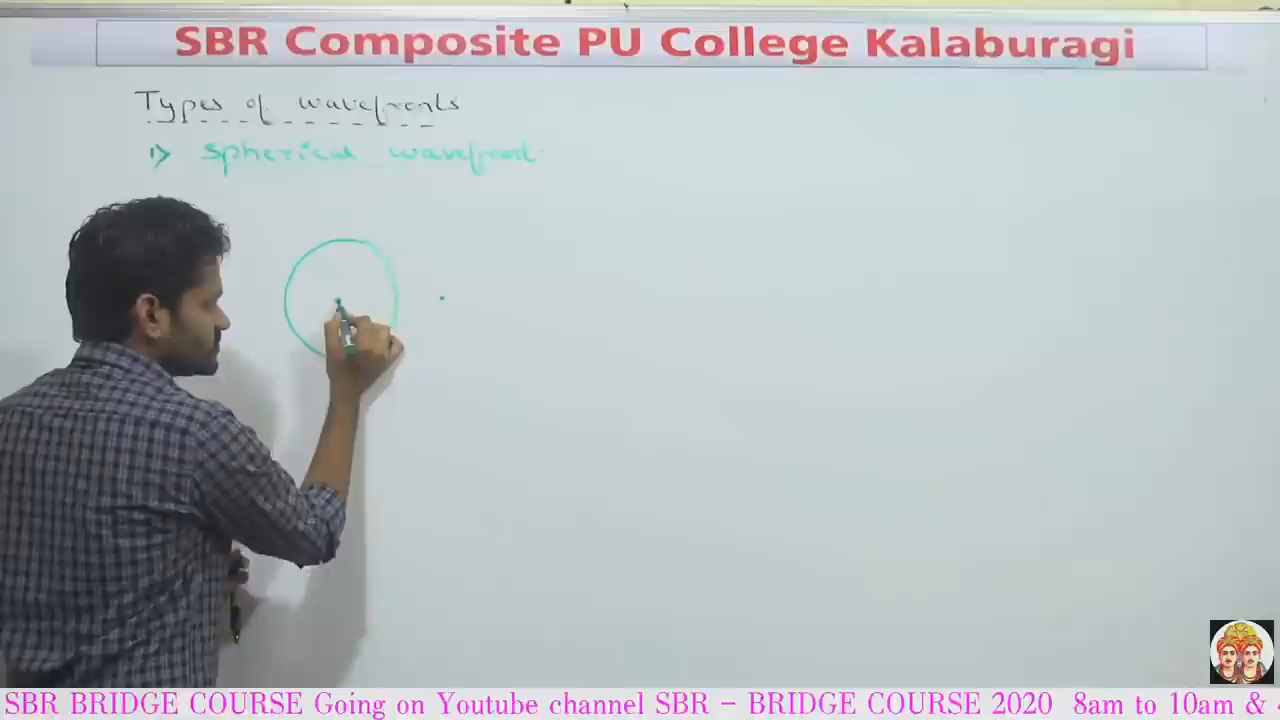 SBR Composite PU College Kalaburagi
Types of wavefronts
1> Spherical wavefront
SBR BRIDGE COURSE Going on Youtube channel SBR - BRIDGE COURSE 2020 8am to 10am &